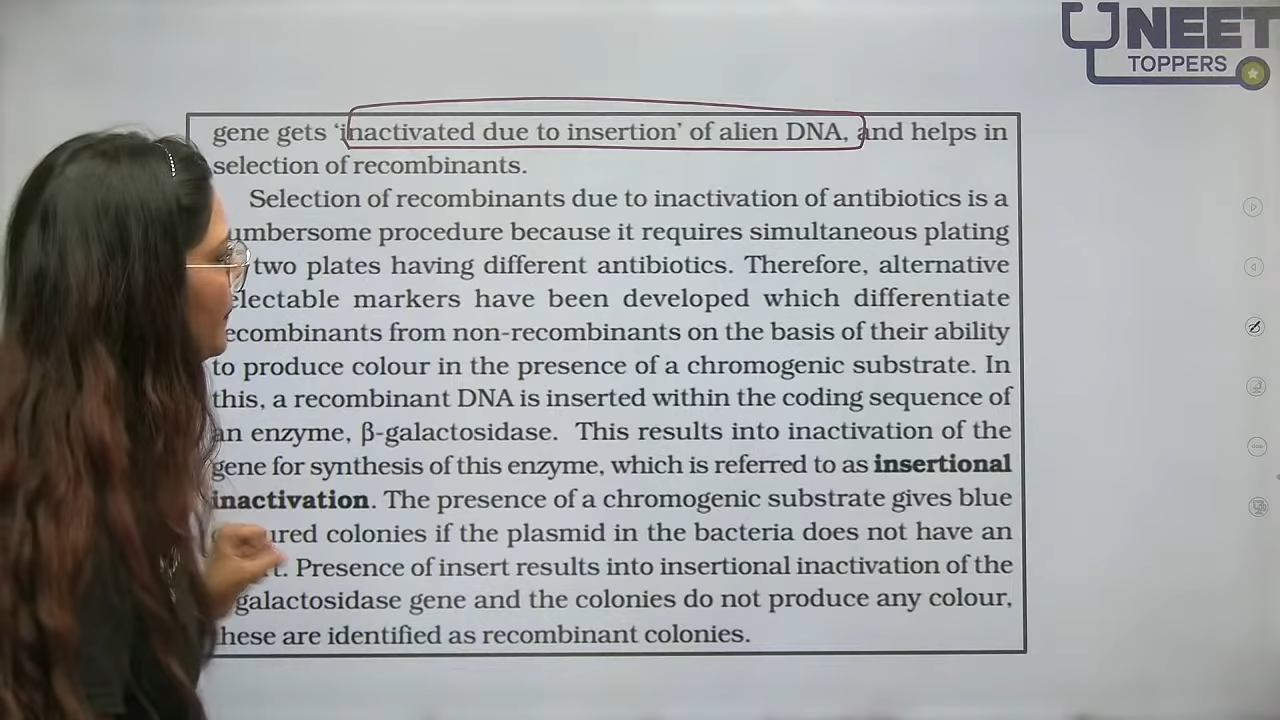 NEET
TOPPERS
gene gets ‘inactivated due to insertion’ of alien DNA, and helps in
selection of recombinants.
Selection of recombinants due to inactivation of antibiotics is a
umbersome procedure because it requires simultaneous plating
two plates having different antibiotics. Therefore, alternative
electable markers have been developed which differentiate
ecombinants from non-recombinants on the basis of their ability
to produce colour in the presence of a chromogenic substrate. In
this, a recombinant DNA is inserted within the coding sequence of
an enzyme, β-galactosidase. This results into inactivation of the
gene for synthesis of this enzyme, which is referred to as insertional
inactivation. The presence of a chromogenic substrate gives blue
ured colonies if the plasmid in the bacteria does not have an
t. Presence of insert results into insertional inactivation of the
galactosidase gene and the colonies do not produce any colour,
these are identified as recombinant colonies.